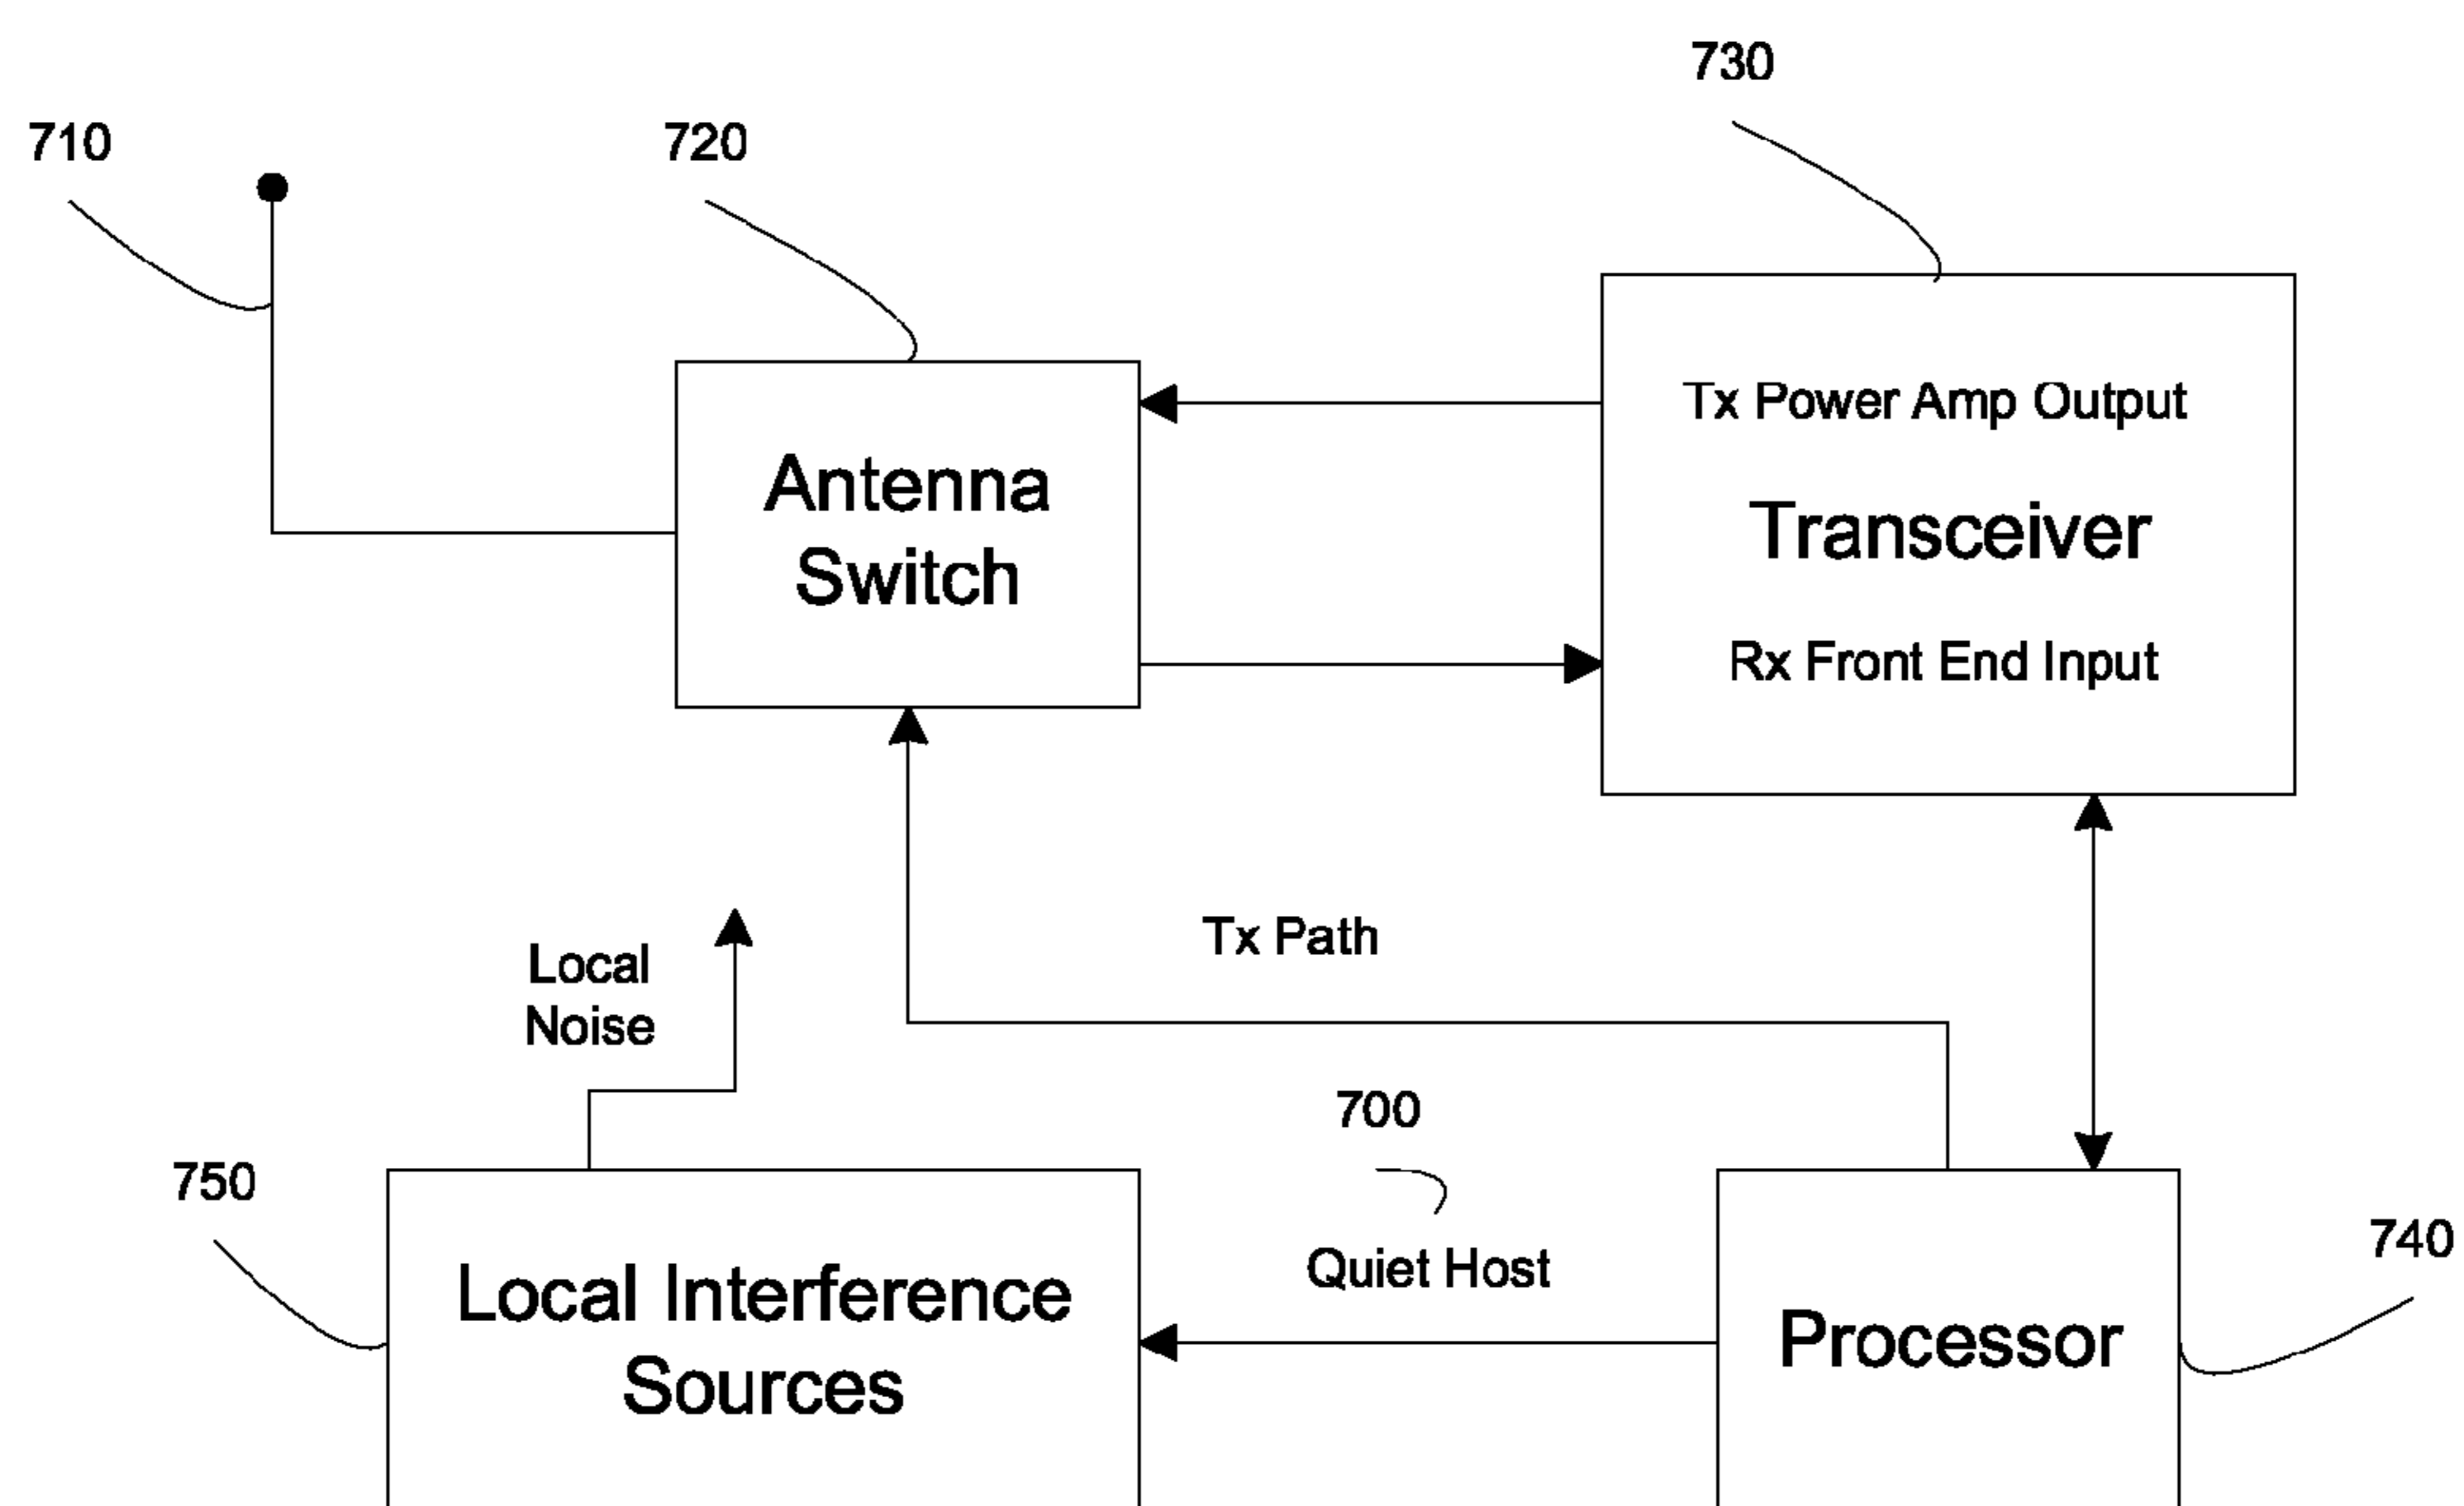 730
710
720
Tx Power Amp Output
Antenna
Switch
Transceiver
Rx Front End Input
Tx Path
Local
Noise
700
750
740
Quiet Host
Local Interference
Sources
Processor